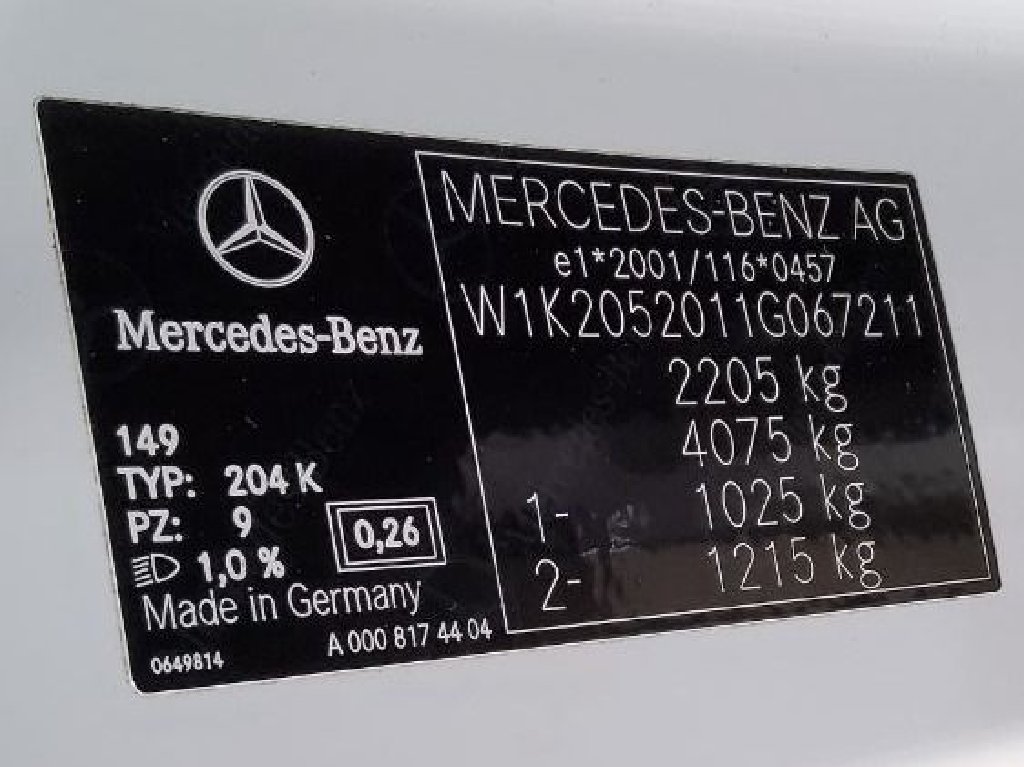 Mercedes-Benz
149
TYP: 204 K
PZ: 9
1,0 %
0,26
Made in Germany
A 000 817 44 04
0649814
MERCEDES-BENZ AG
e1*2001/116*0457
W1K2052011G067211
2205 kg
4075 kg
1- 1025 kg
2- 1215 kg